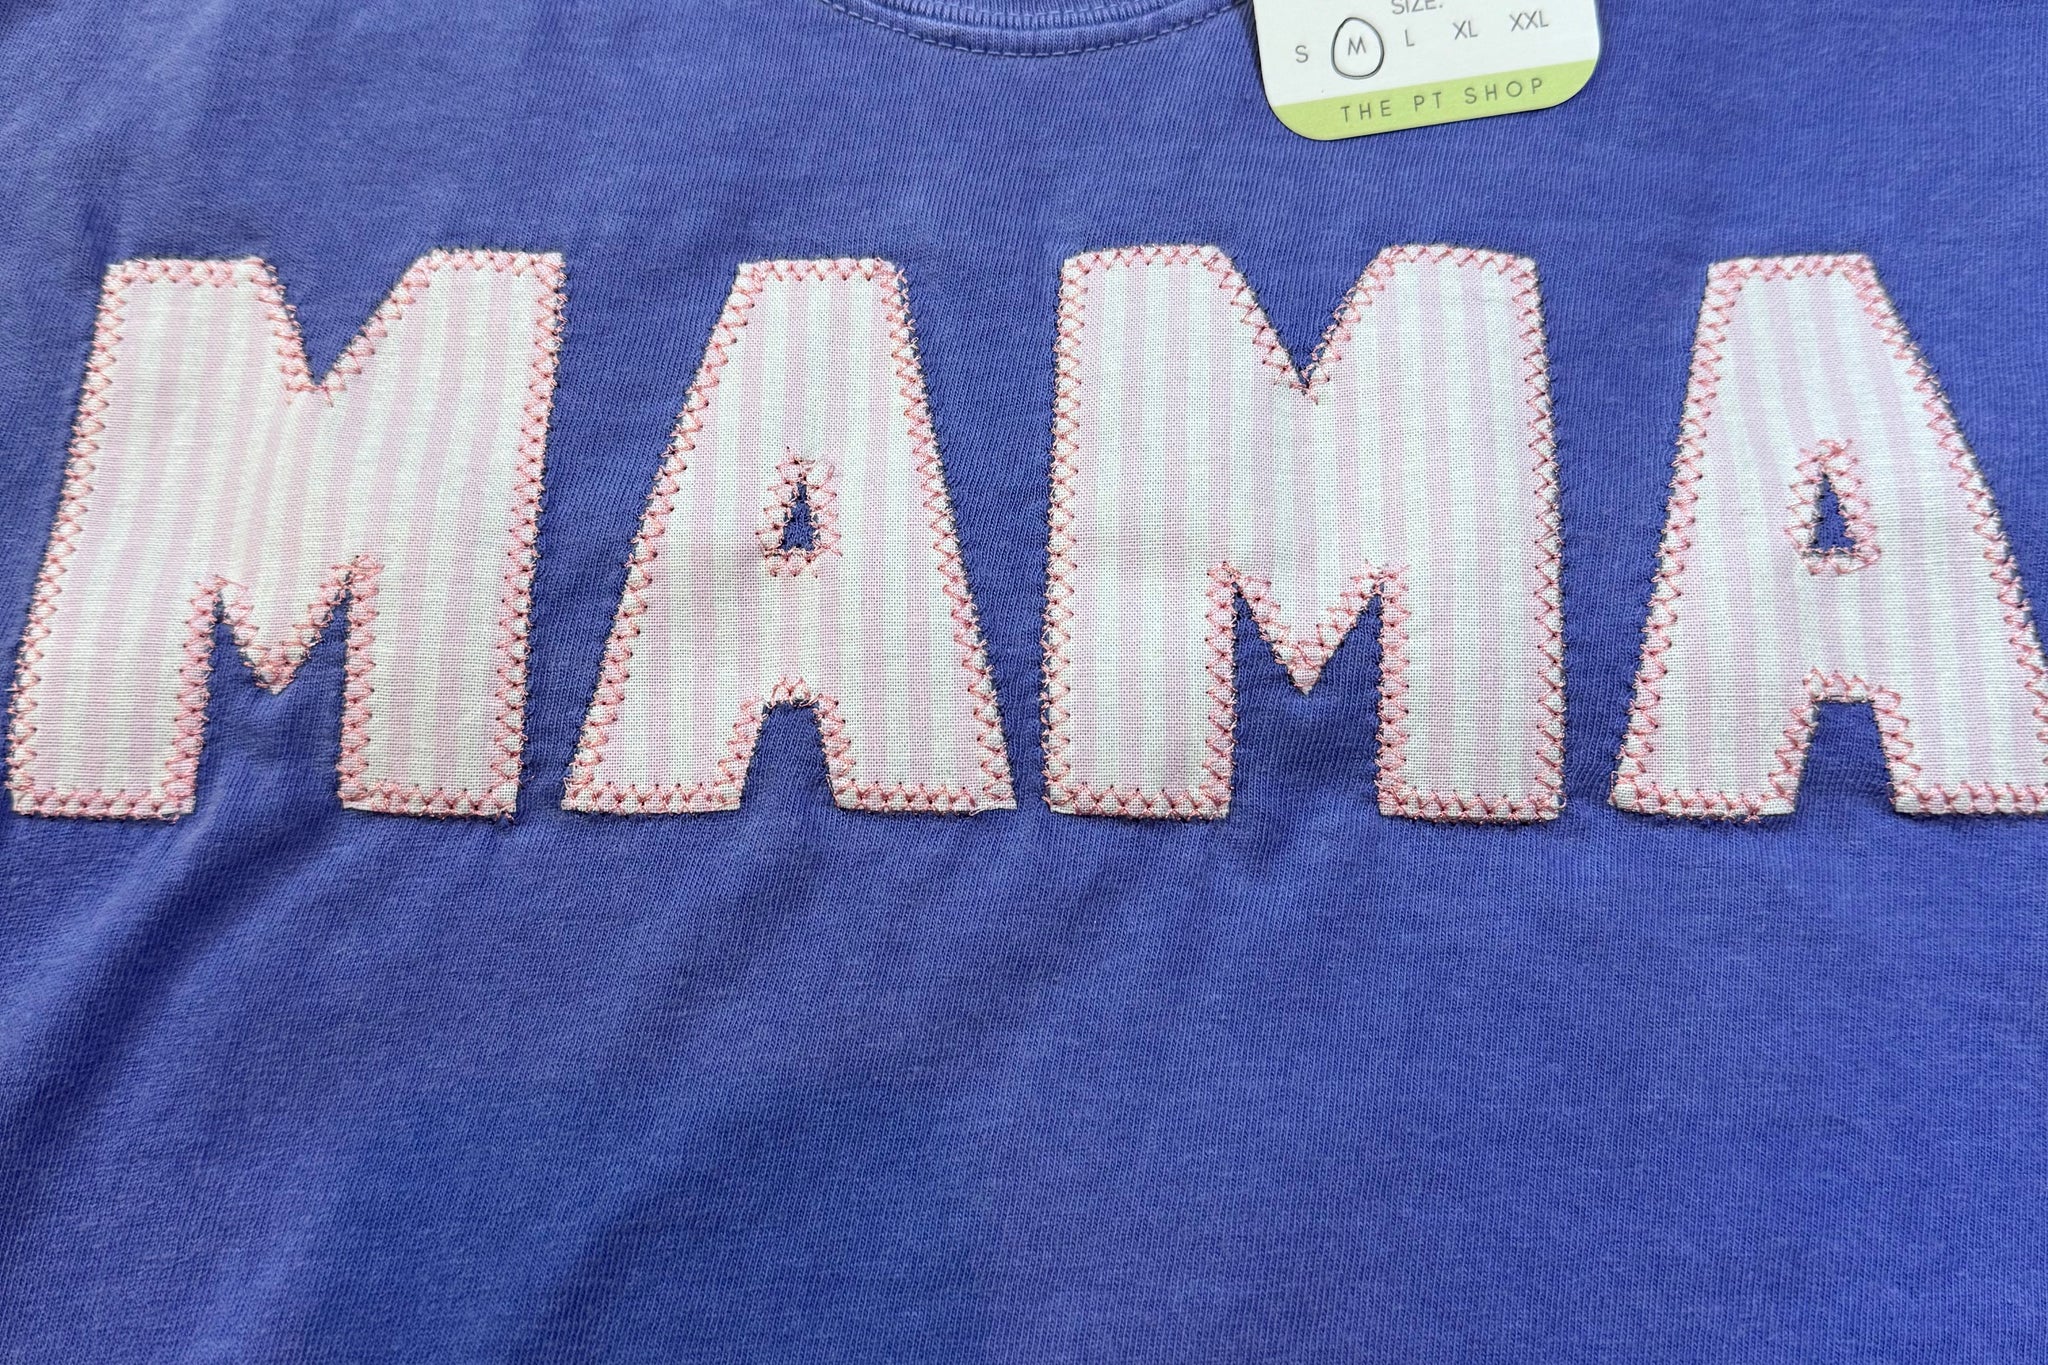 SIZE:
S M L XL XXL
THE PT SHOP
MAMA